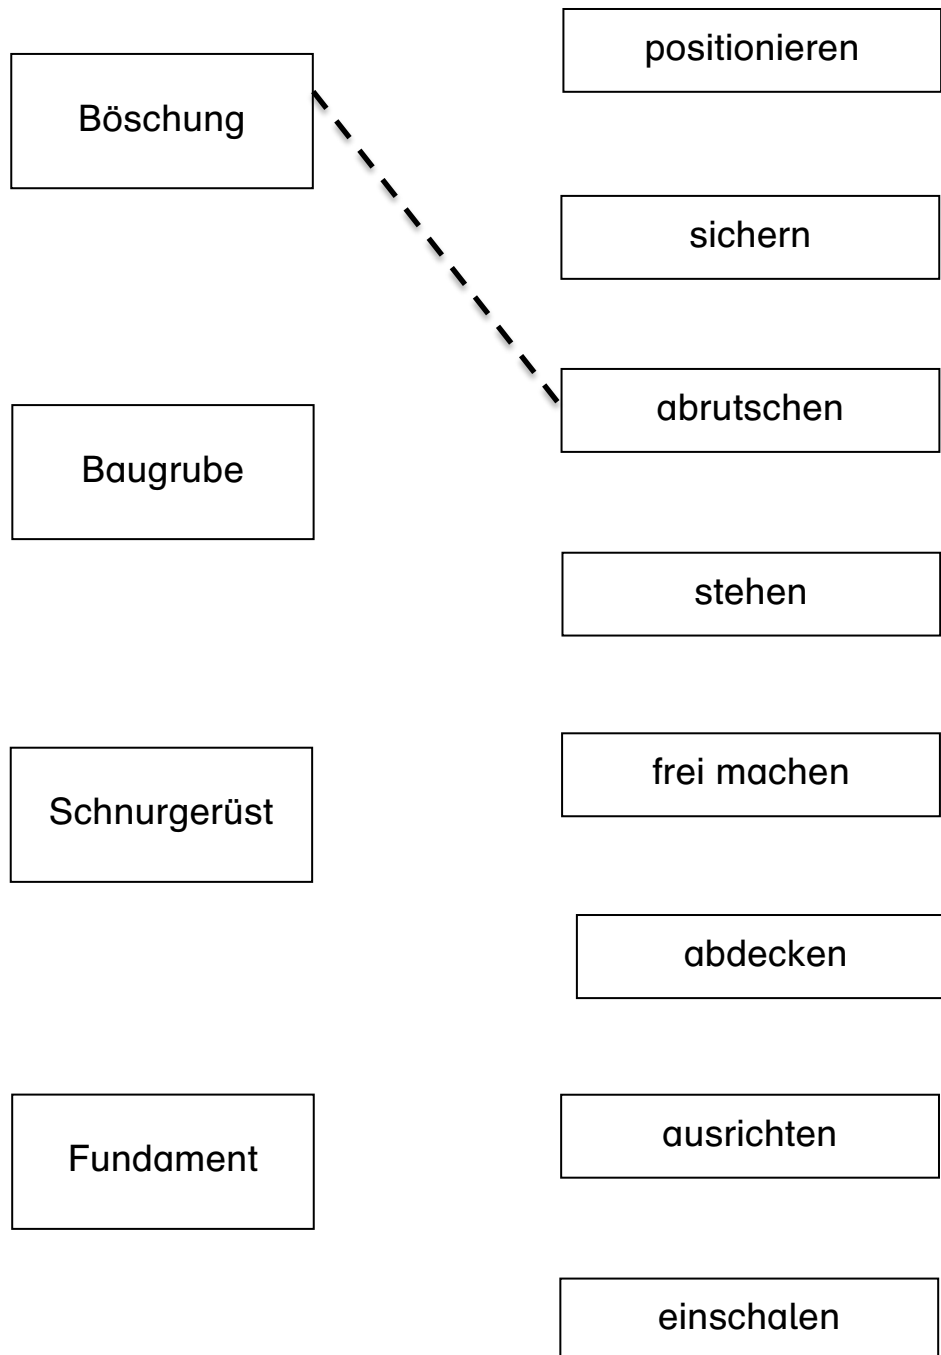 positionieren
Böschung
sichern
abrutschen
Baugrube
stehen
frei machen
Schnurgerüst
abdecken
ausrichten
Fundament
einschalen